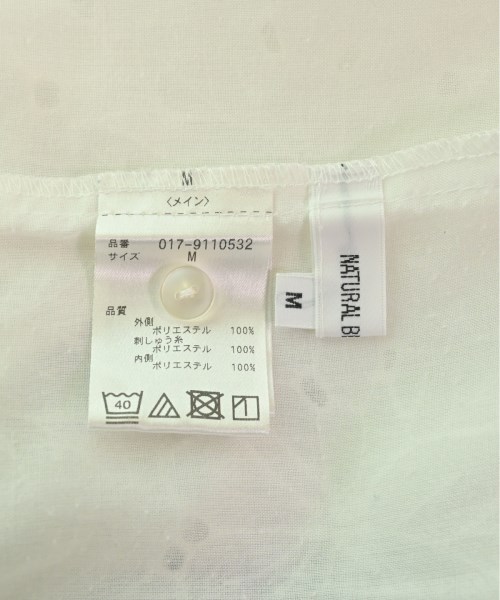 M
〈メイン〉
品番 017-9110532
サイズ M
品質
外側
ポリエステル 100%
刺しゅう糸
ポリエステル 100%
内側
ポリエステル 100%
40
M
NATURAL